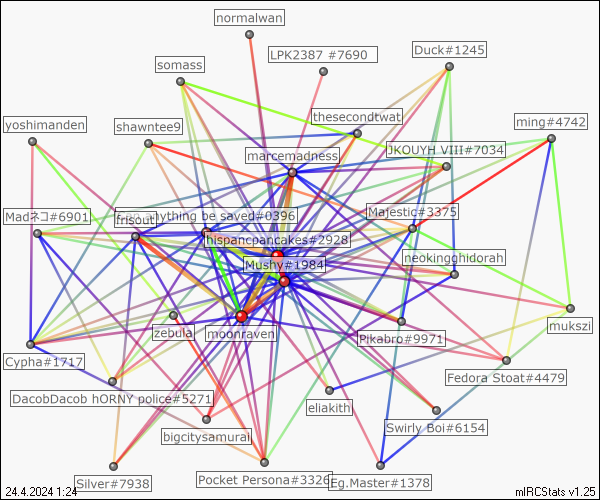 normalwan
LPK2387 #7690
Duck#1245
somass
thesecondtwat
ming#4742
yoshimanden
shawntee9
JKOUYH VIII#7034
marcemadness
Madネコ#6901
frisout
can anything be saved#0396
Majestic#3375
hispancpancakes#2928
neokingghidorah
Mushy#1984
mukszi
zebula
moonraven
Pikabro#9971
Cypha#1717
Fedora Stoat#4479
DacobDacob hORNY police#5271
eliakith
Swirly Boi#6154
bigcitysamurai
Silver#7938
Pocket Persona#3326
Eg.Master#1378
24.4.2024 1:24
mIRCStats v1.25